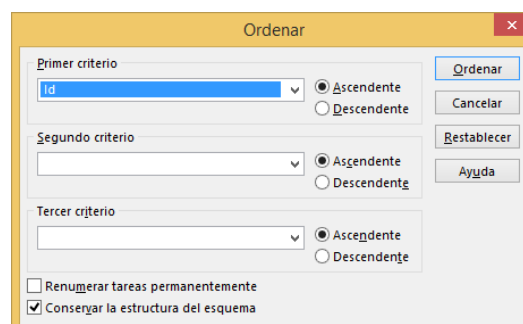 Ordenar
Primer criterio
Id
Ascendente
Descendente
Ordenar
Cancelar
Restablecer
Ayuda
Segundo criterio
Ascendente
Descendente
Tercer criterio
Ascendente
Descendente
Renumerar tareas permanentemente
Conservar la estructura del esquema